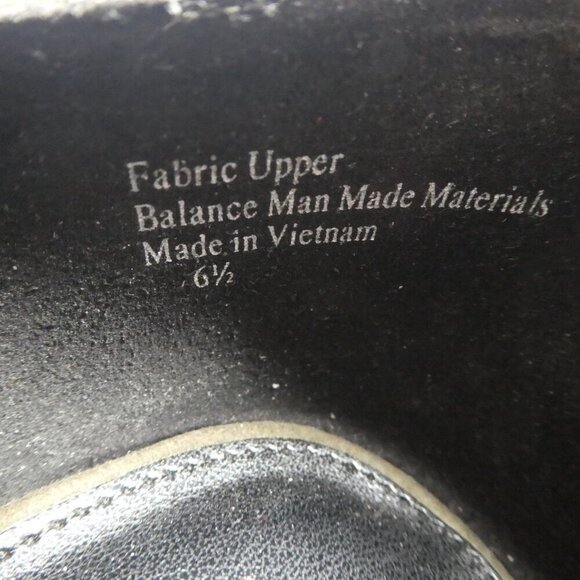 Fabric Upper
Balance Man Made Materials
Made in Vietnam
6½